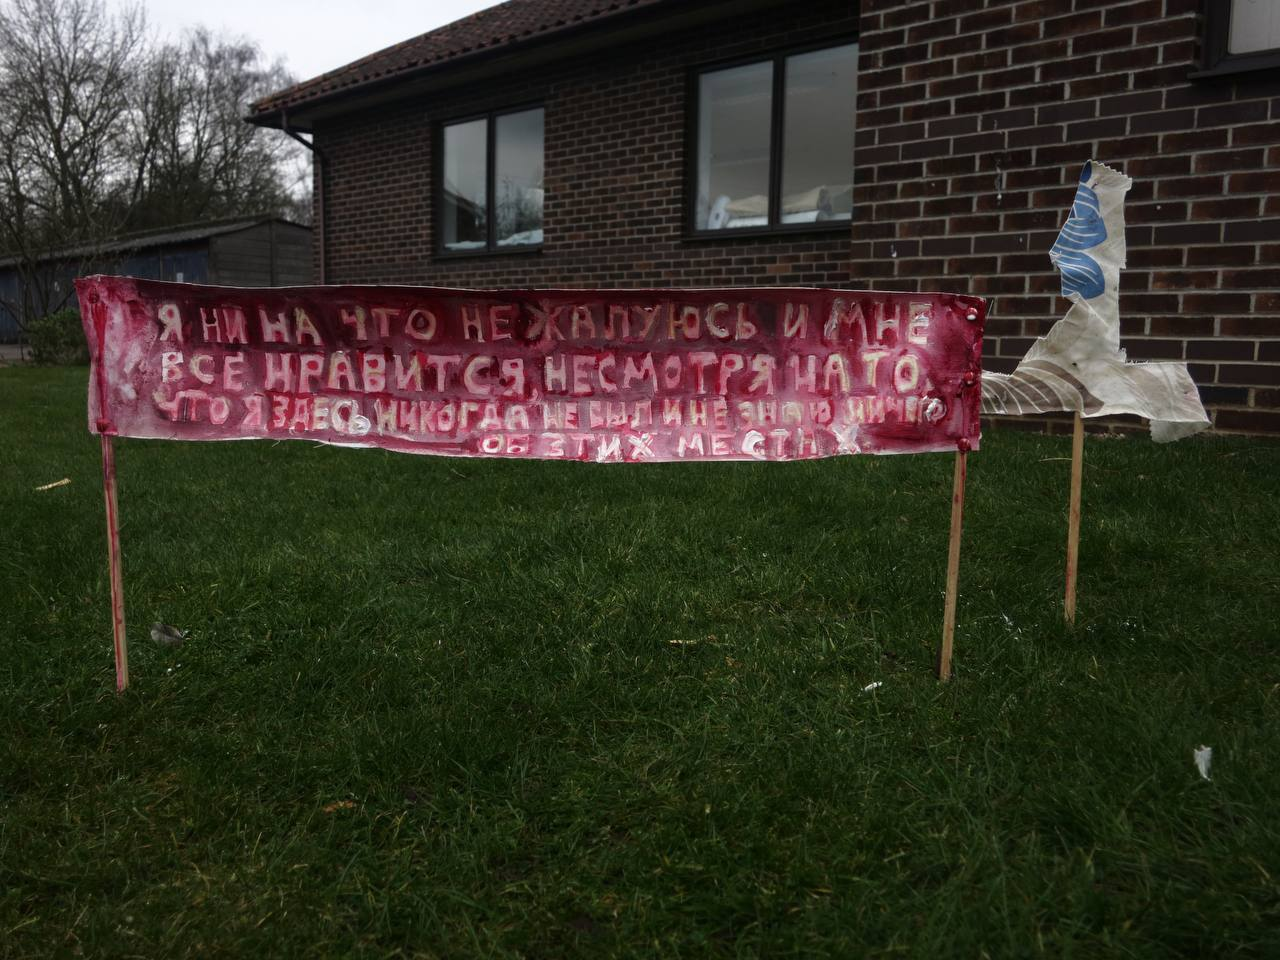 Я НИ НА ЧТО НЕ ЖАЛУЮСЬ И МНЕ
ВСЕ НРАВИТСЯ, НЕСМОТРЯ НА ТО,
ЧТО Я ЗДЕСЬ НИКОГДА НЕ БЫЛ И НЕ ЗНАЮ НИЧЕГО
ОБ ЭТИХ МЕСТАХ